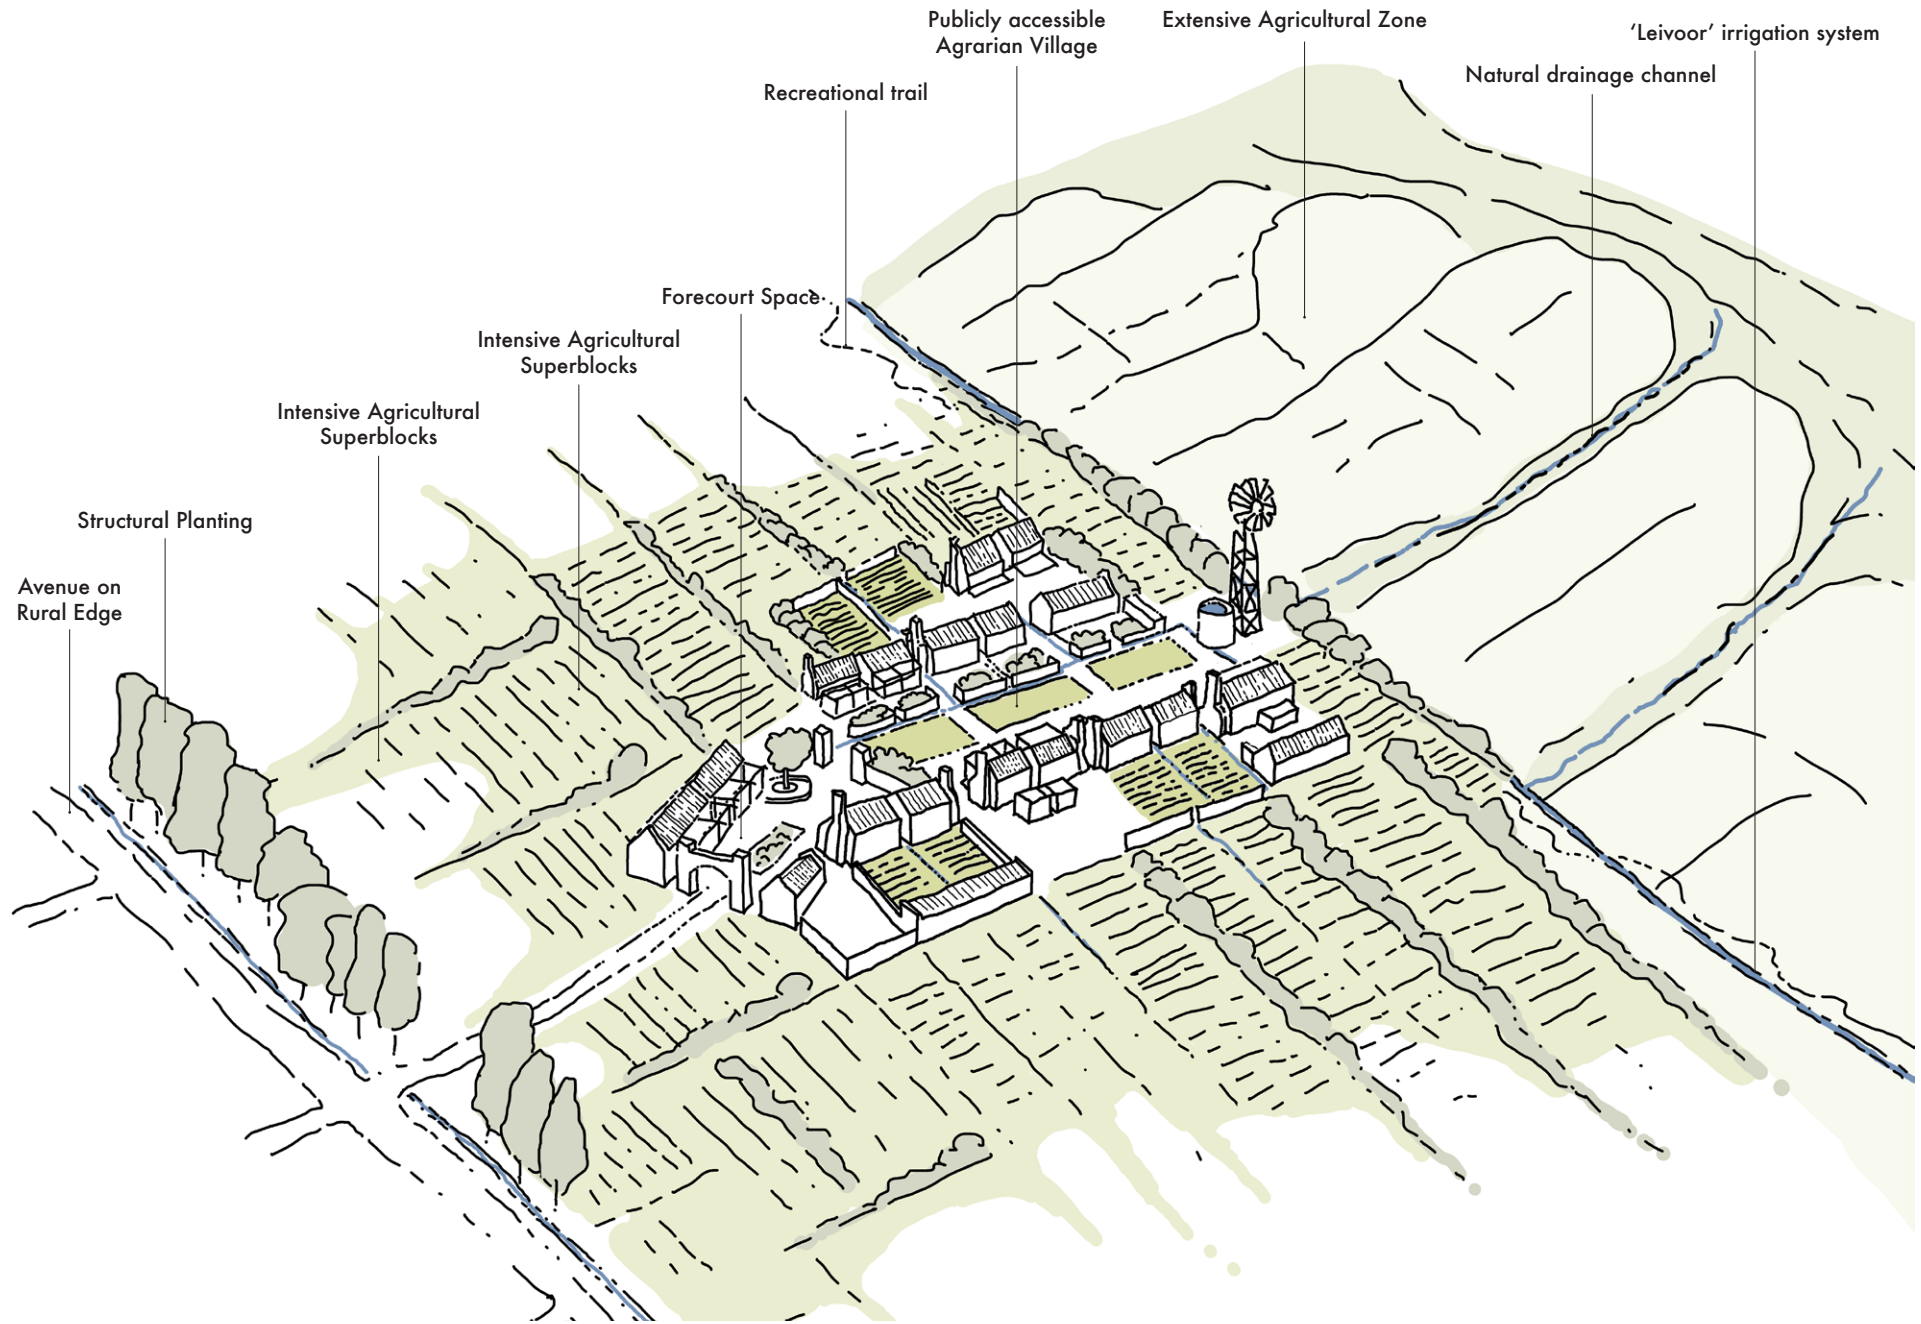 Publicly accessible
Agrarian Village
Extensive Agricultural Zone
‘Leivoor’ irrigation system
Natural drainage channel
Recreational trail
Forecourt Space
Intensive Agricultural
Superblocks
Intensive Agricultural
Superblocks
Structural Planting
Avenue on
Rural Edge